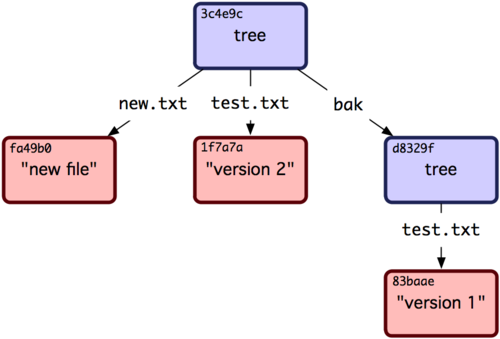 3c4e9c
tree
new.txt test.txt bak
fa49b0
"new file"
1f7a7a
"version 2"
d8329f
tree
test.txt
83baae
"version 1"